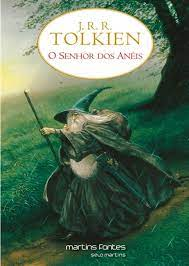 J. R. R.
TOLKIEN
O SENHOR DOS ANÉIS
martins fontes
selo martins